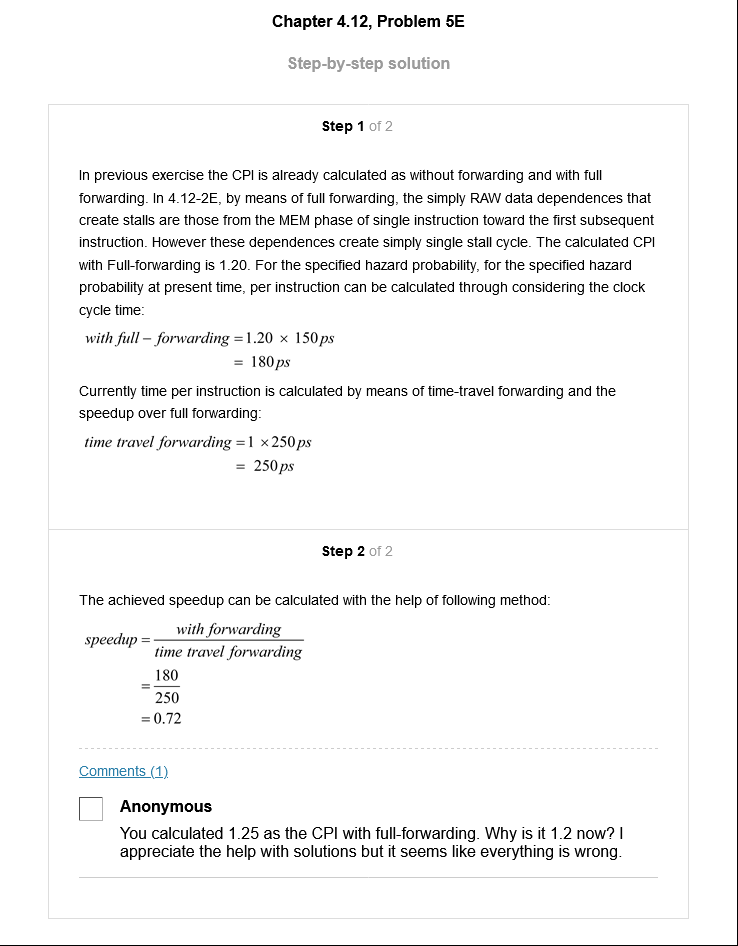 Chapter 4.12, Problem 5E
Step-by-step solution
Step 1 of 2
In previous exercise the CPI is already calculated as without forwarding and with full
forwarding. In 4.12-2E, by means of full forwarding, the simply RAW data dependences that
create stalls are those from the MEM phase of single instruction toward the first subsequent
instruction. However these dependences create simply single stall cycle. The calculated CPI
with Full-forwarding is 1.20. For the specified hazard probability, for the specified hazard
probability at present time, per instruction can be calculated through considering the clock
cycle time:
with full – forwarding = 1.20 × 150 ps
= 180 ps
Currently time per instruction is calculated by means of time-travel forwarding and the
speedup over full forwarding:
time travel forwarding = 1 × 250 ps
= 250 ps
Step 2 of 2
The achieved speedup can be calculated with the help of following method:
speedup = with forwarding
time travel forwarding
= 180
250
= 0.72
Comments (1)
Anonymous
You calculated 1.25 as the CPI with full-forwarding. Why is it 1.2 now? I
appreciate the help with solutions but it seems like everything is wrong.